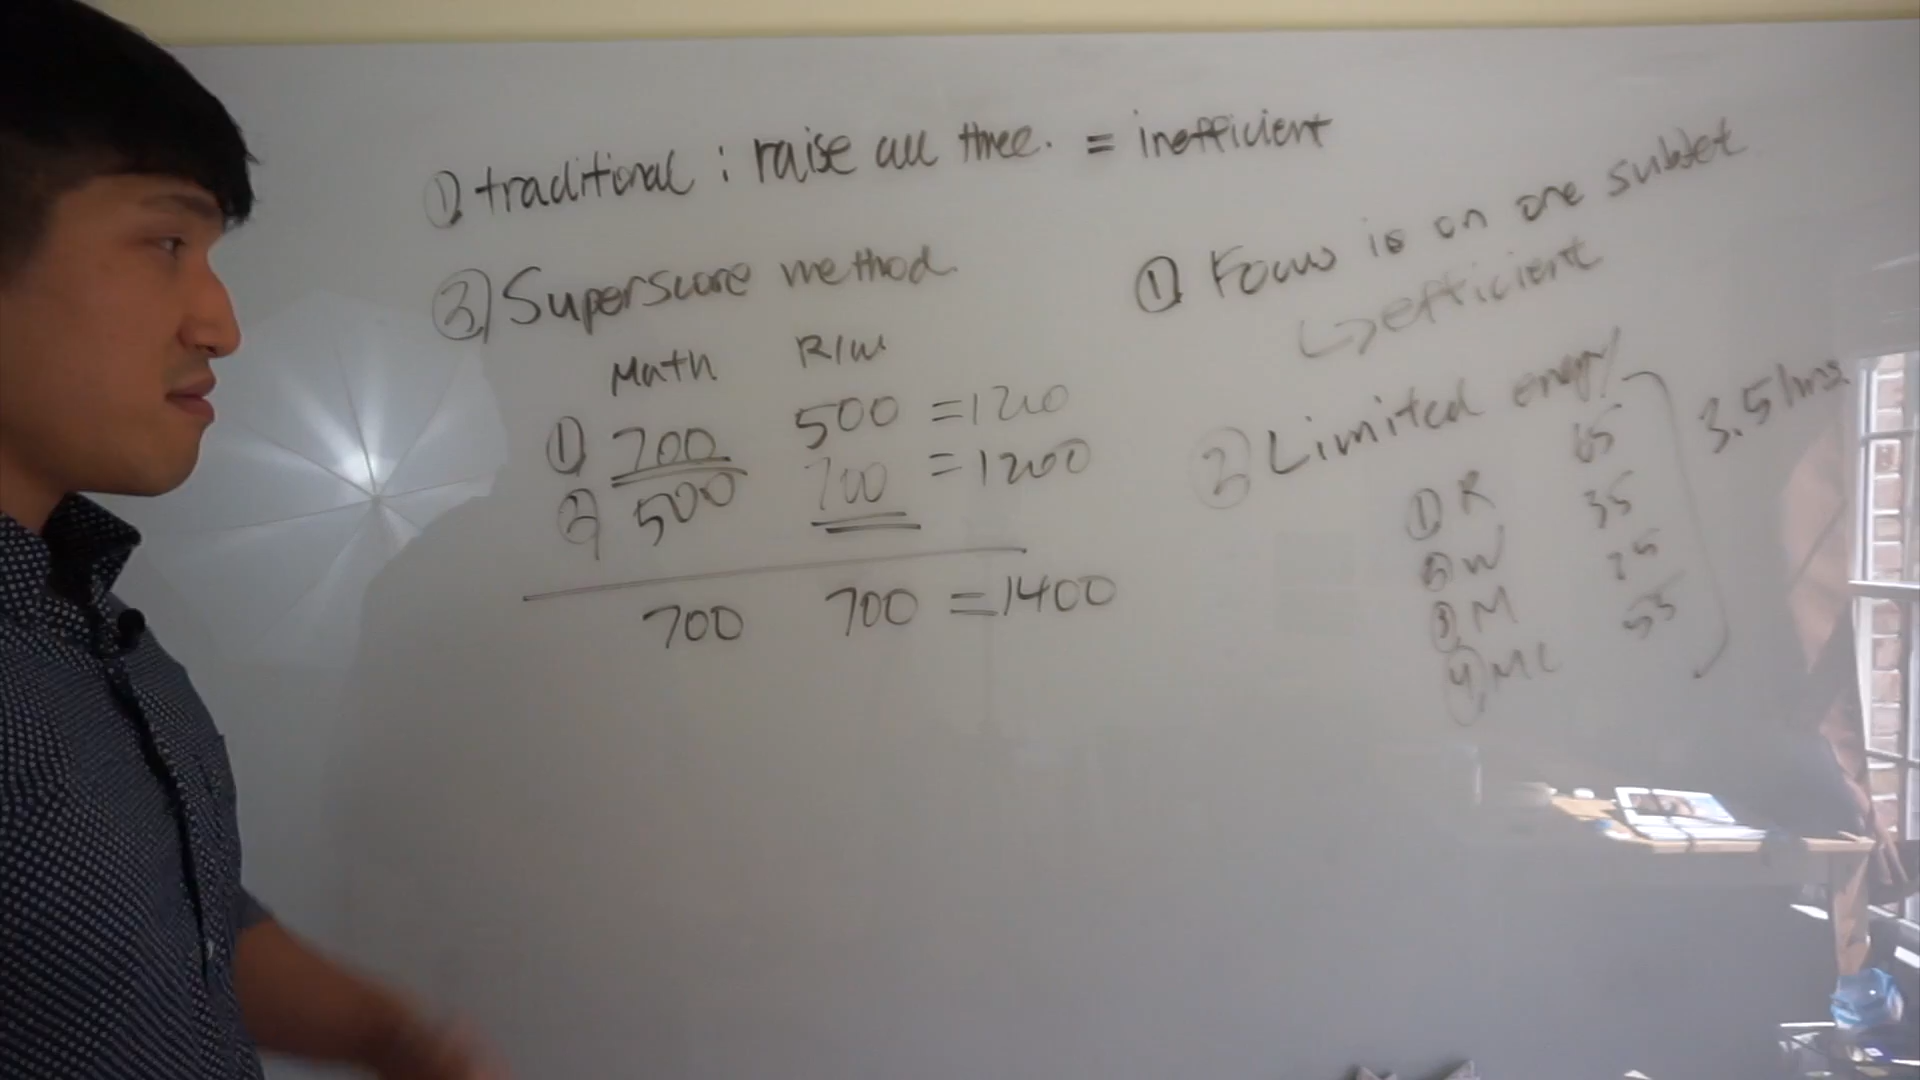 ① traditional : raise all three. = inefficient
② Superscore method
Math R/W
① 700 500 =1200
② 500 700 =1200
700 700 =1400
① Focus is on one subset
↳ efficient
② Limited energy
① R 65
② W 35
③ M 25
④ MC 55
3.5 hrs